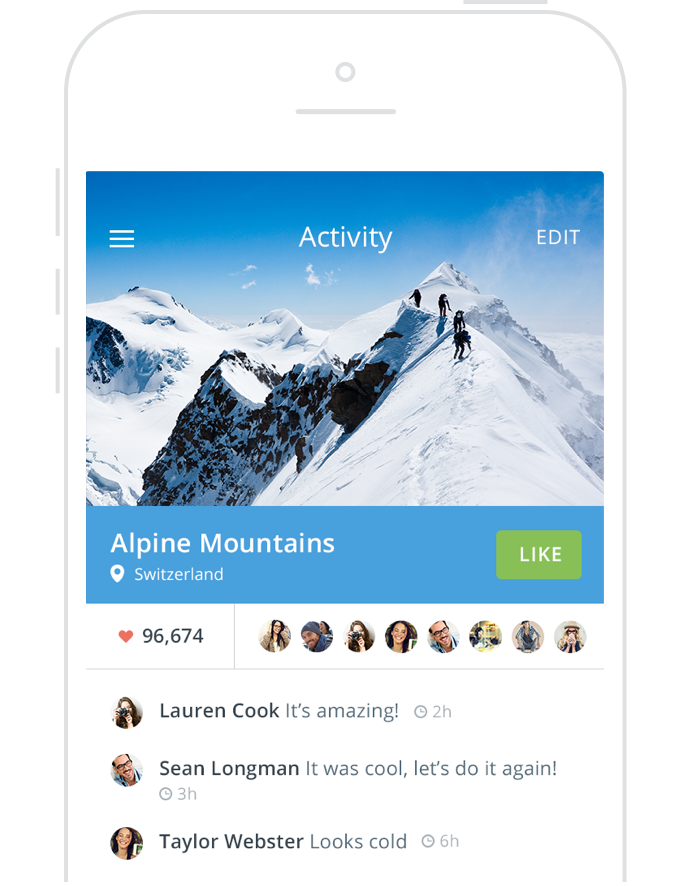 Activity
EDIT
Alpine Mountains
Switzerland
LIKE
96,674
Lauren Cook It’s amazing! 2h
Sean Longman It was cool, let’s do it again!
3h
Taylor Webster Looks cold 6h